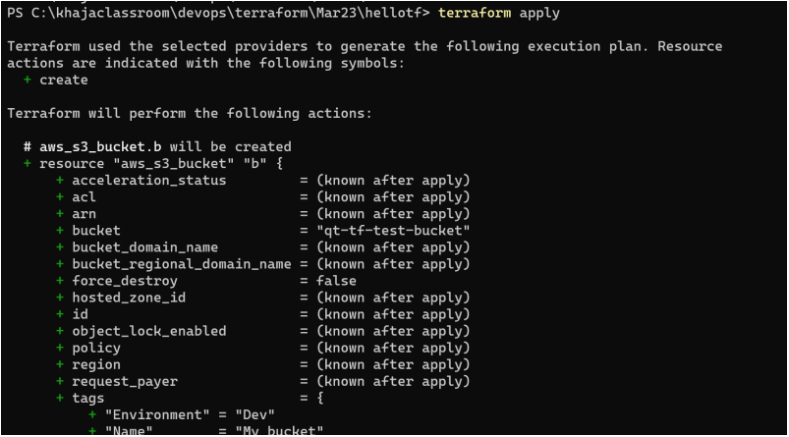 PS C:\khajaclassroom\devops\terraform\Mar23\hellotf> terraform apply
Terraform used the selected providers to generate the following execution plan. Resource
actions are indicated with the following symbols:
  + create
Terraform will perform the following actions:
  # aws_s3_bucket.b will be created
  + resource "aws_s3_bucket" "b" {
      + acceleration_status         = (known after apply)
      + acl                         = (known after apply)
      + arn                         = (known after apply)
      + bucket                      = "qt-tf-test-bucket"
      + bucket_domain_name          = (known after apply)
      + bucket_regional_domain_name = (known after apply)
      + force_destroy               = false
      + hosted_zone_id              = (known after apply)
      + id                          = (known after apply)
      + object_lock_enabled         = (known after apply)
      + policy                      = (known after apply)
      + region                      = (known after apply)
      + request_payer               = (known after apply)
      + tags                        = {
          + "Environment" = "Dev"
          + "Name"        = "My bucket"